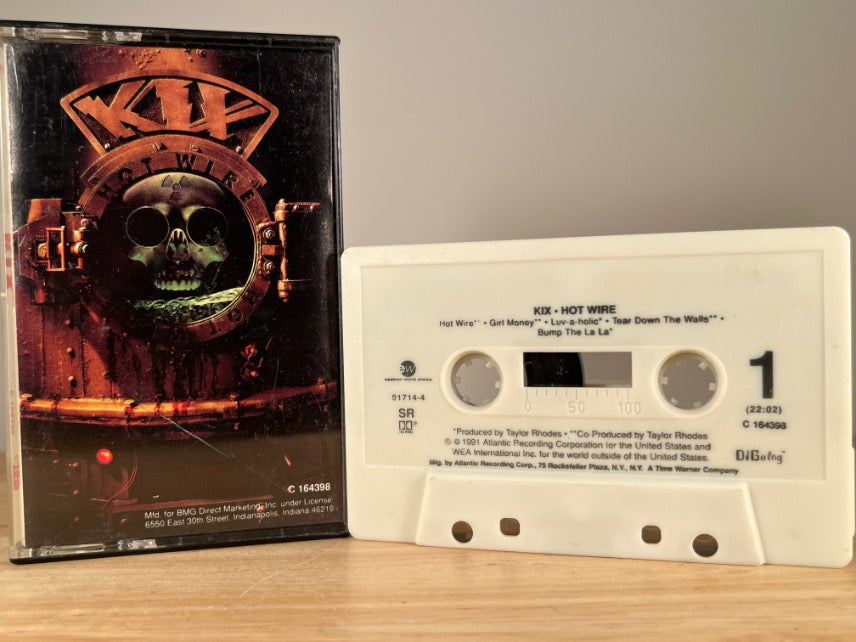 KIX
HOT WIRE
HOT WIRE
C 164398
Mfd. for BMG Direct Marketing, Inc. under License
6550 East 30th Street, Indianapolis, Indiana 46219
KIX • HOT WIRE
Hot Wire** • Girl Money** • Luv-a-holic* • Tear Down The Walls** •
Bump The La La*
ew
91714-4
SR
1
(22:02)
C 164398
0 50 100
*Produced by Taylor Rhodes • **Co-Produced by Taylor Rhodes
℗ © 1991 Atlantic Recording Corporation for the United States and
WEA International Inc. for the world outside of the United States.
Mfg. by Atlantic Recording Corp., 75 Rockefeller Plaza, N.Y., N.Y. A Time Warner Company
DIGalog™